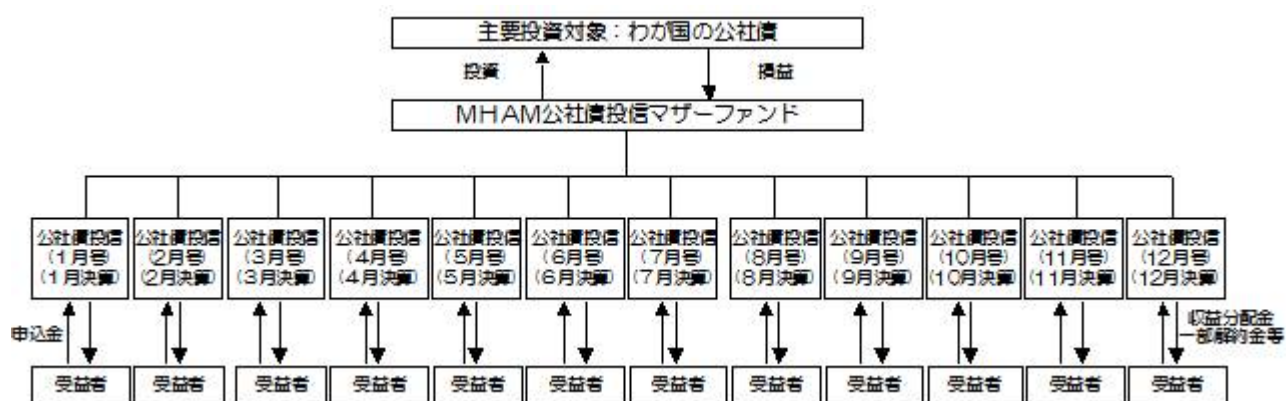 主要投資対象：わが国の公社債
投資
損益
MHAM公社債投信マザーファンド
公社債投信
(1月号)
(1月決算)
公社債投信
(2月号)
(2月決算)
公社債投信
(3月号)
(3月決算)
公社債投信
(4月号)
(4月決算)
公社債投信
(5月号)
(5月決算)
公社債投信
(6月号)
(6月決算)
公社債投信
(7月号)
(7月決算)
公社債投信
(8月号)
(8月決算)
公社債投信
(9月号)
(9月決算)
公社債投信
(10月号)
(10月決算)
公社債投信
(11月号)
(11月決算)
公社債投信
(12月号)
(12月決算)
申込金
収益分配金
一部解約金等
受益者
受益者
受益者
受益者
受益者
受益者
受益者
受益者
受益者
受益者
受益者
受益者